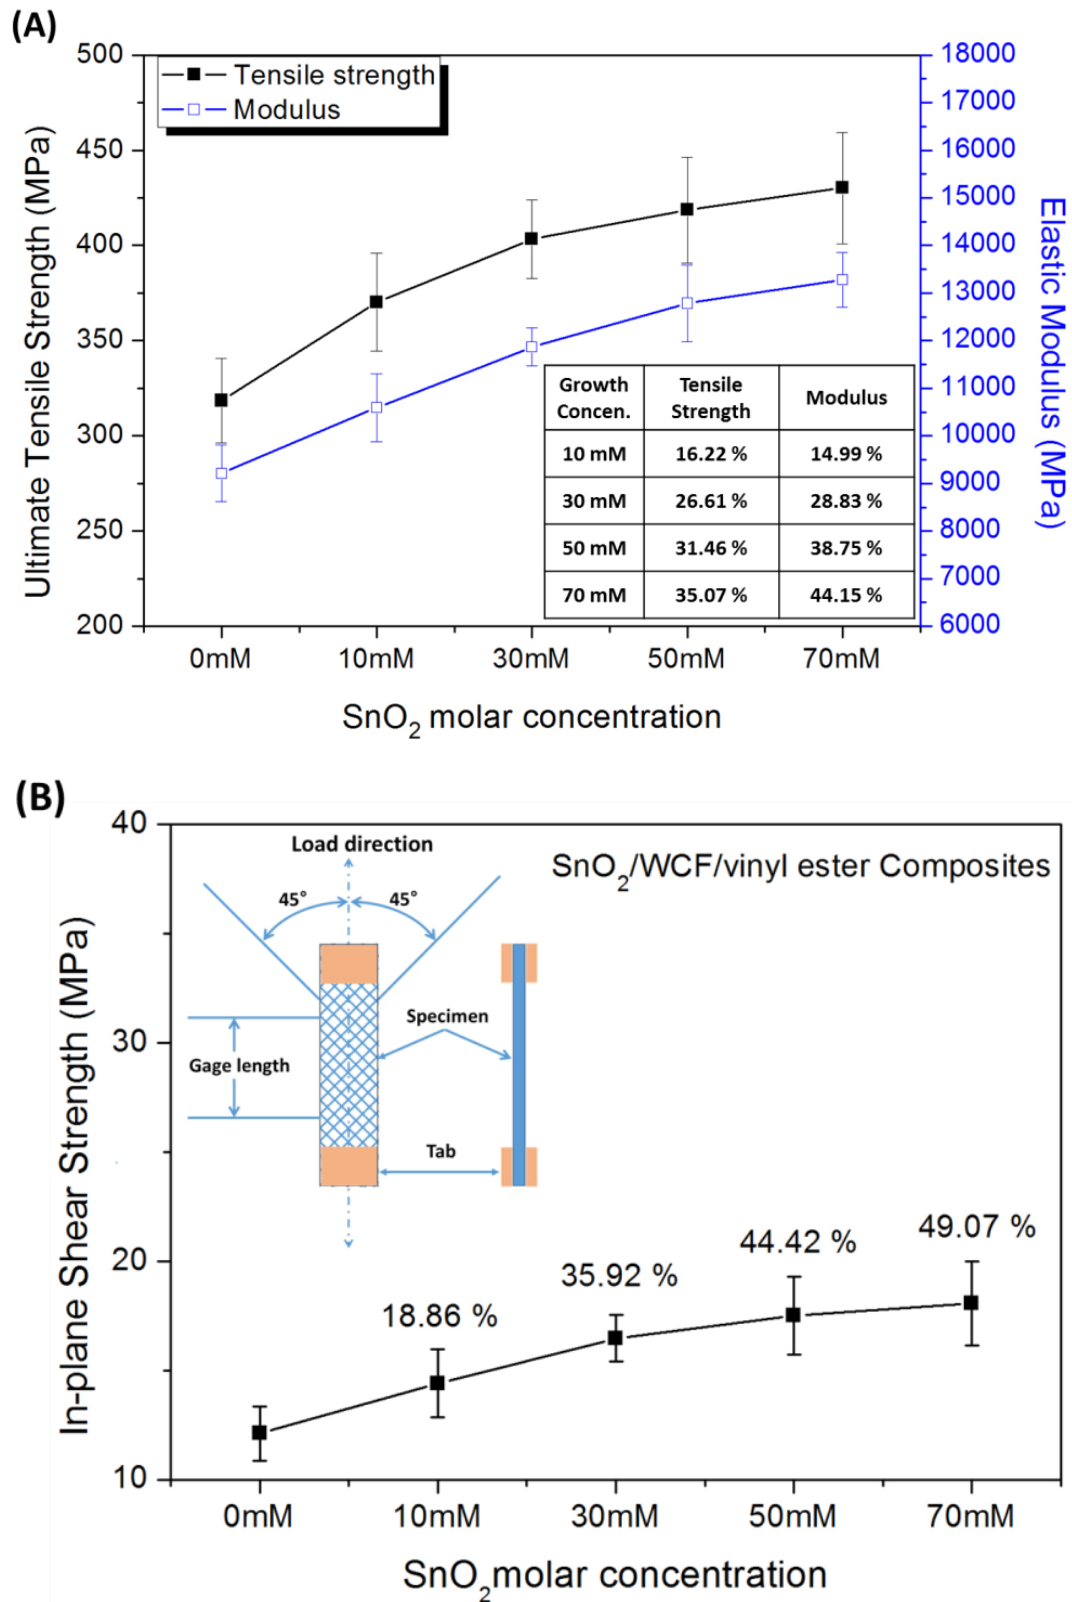 (A)
Tensile strength
Modulus
Ultimate Tensile Strength (MPa)
500
450
400
350
300
250
200
18000
17000
16000
15000
14000
13000
12000
11000
10000
9000
8000
7000
6000
Elastic Modulus (MPa)
Growth Concen. Tensile Strength Modulus
10 mM 16.22 % 14.99 %
30 mM 26.61 % 28.83 %
50 mM 31.46 % 38.75 %
70 mM 35.07 % 44.15 %
0mM 10mM 30mM 50mM 70mM
SnO2 molar concentration
(B)
In-plane Shear Strength (MPa)
40
30
20
10
SnO2/WCF/vinyl ester Composites
Load direction
45° 45°
Specimen
Gage length
Tab
18.86 %
35.92 %
44.42 %
49.07 %
0mM 10mM 30mM 50mM 70mM
SnO2molar concentration